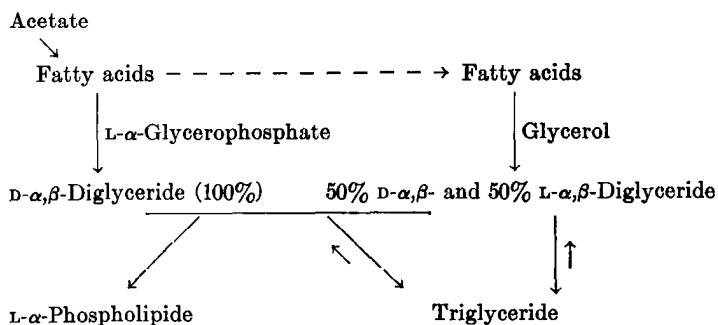 Acetate
Fatty acids Fatty acids
L-α-Glycerophosphate Glycerol
D-α,β-Diglyceride (100%) 50% D-α,β- and 50% L-α,β-Diglyceride
L-α-Phospholipide Triglyceride